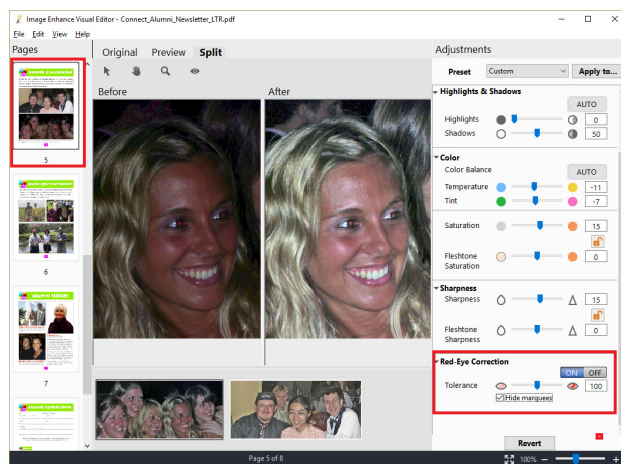 Image Enhance Visual Editor - Connect_Alumni_Newsletter_LTR.pdf
File Edit View Help
Pages
Original Preview Split
Adjustments
Preset Custom Apply to...
Before
After
Highlights & Shadows
AUTO
Highlights 0
Shadows 50
Color
Color Balance AUTO
Temperature -11
Tint -7
Saturation 15
Fleshtone
Saturation
0
Sharpness
Sharpness 15
Fleshtone
Sharpness
0
Red-Eye Correction
ON OFF
Tolerance 100
Hide marquees
5
6
7
Revert
Page 5 of 8
100%